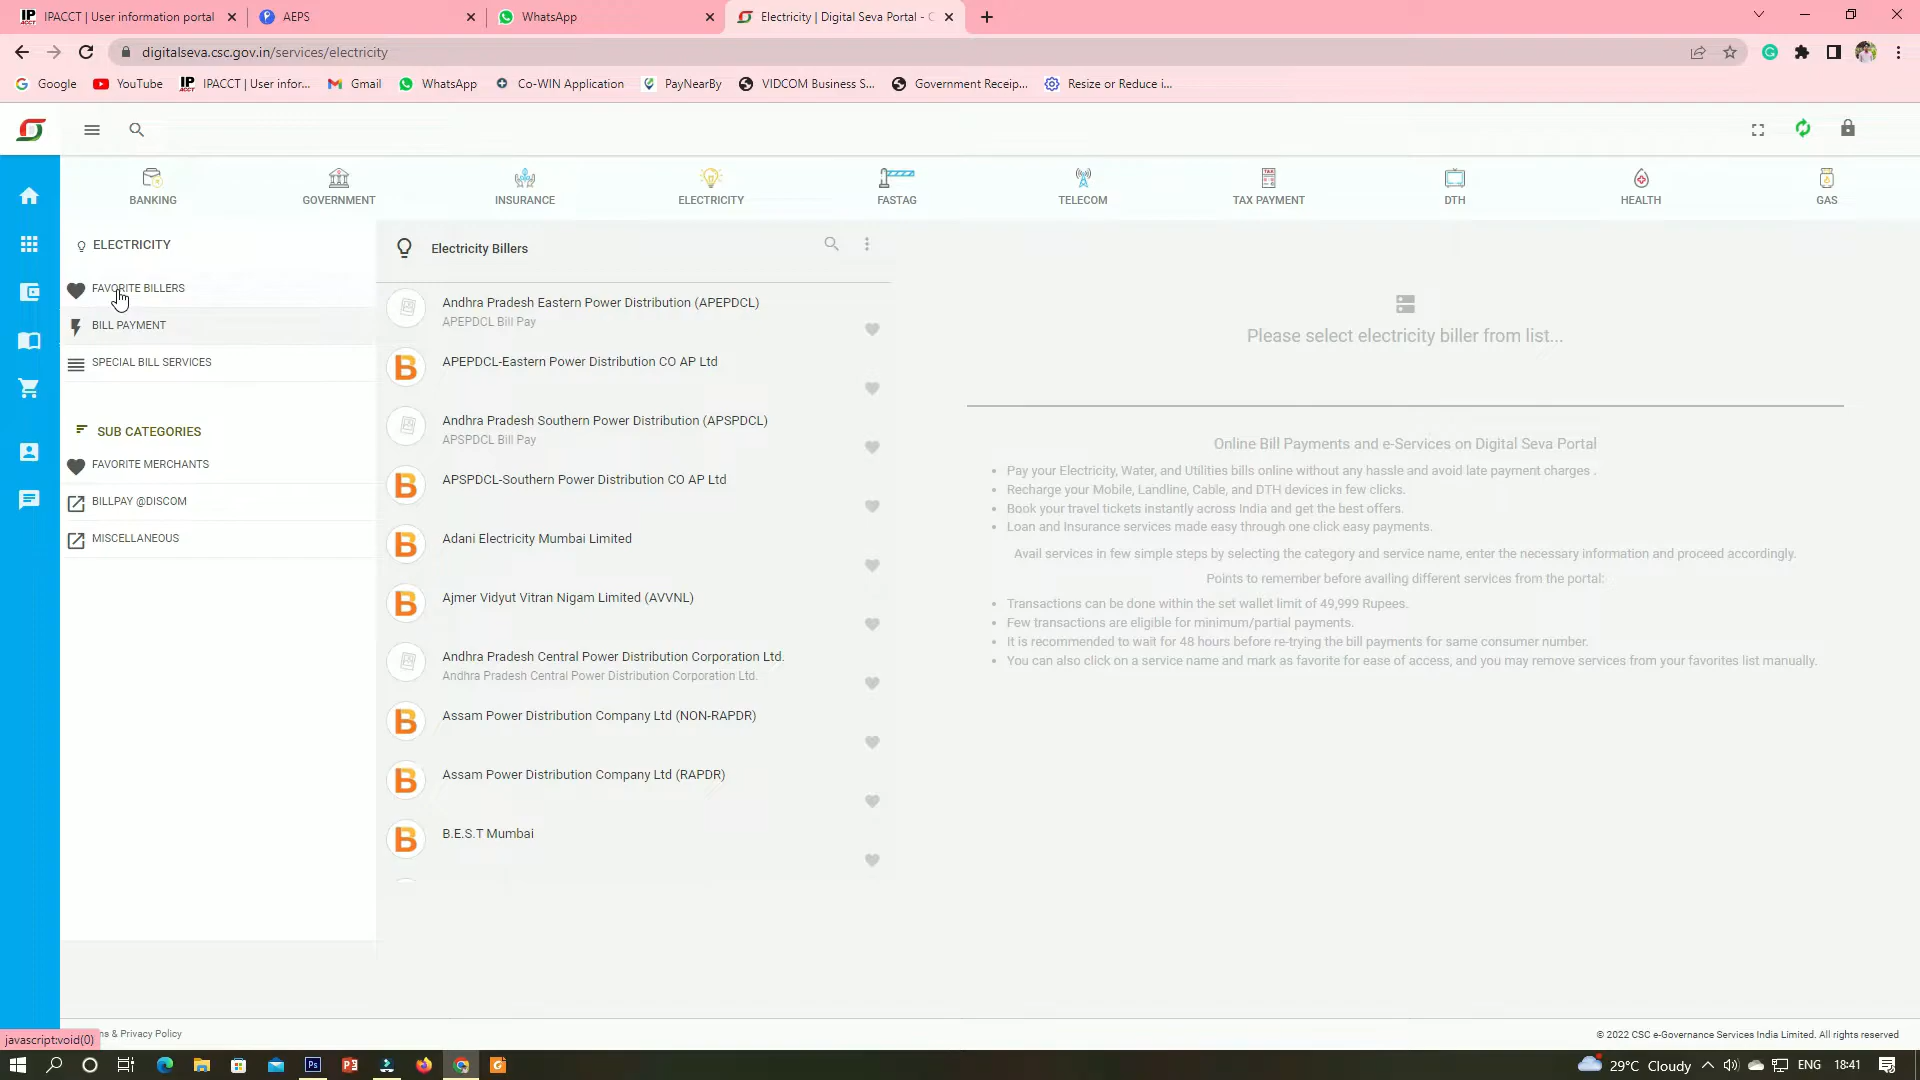 IPACCT | User information portal
AEPS
WhatsApp
Electricity | Digital Seva Portal - C
digitalseva.csc.gov.in/services/electricity
Google
YouTube
IPACCT | User infor...
Gmail
WhatsApp
Co-WIN Application
PayNearBy
VIDCOM Business S...
Government Receip...
Resize or Reduce i...
BANKING
GOVERNMENT
INSURANCE
ELECTRICITY
FASTAG
TELECOM
TAX PAYMENT
DTH
HEALTH
GAS
ELECTRICITY
FAVORITE BILLERS
BILL PAYMENT
SPECIAL BILL SERVICES
SUB CATEGORIES
FAVORITE MERCHANTS
BILLPAY @DISCOM
MISCELLANEOUS
Electricity Billers
Andhra Pradesh Eastern Power Distribution (APEPDCL)
APEPDCL Bill Pay
APEPDCL-Eastern Power Distribution CO AP Ltd
Andhra Pradesh Southern Power Distribution (APSPDCL)
APSPDCL Bill Pay
APSPDCL-Southern Power Distribution CO AP Ltd
Adani Electricity Mumbai Limited
Ajmer Vidyut Vitran Nigam Limited (AVVNL)
Andhra Pradesh Central Power Distribution Corporation Ltd.
Andhra Pradesh Central Power Distribution Corporation Ltd.
Assam Power Distribution Company Ltd (NON-RAPDR)
Assam Power Distribution Company Ltd (RAPDR)
B.E.S.T Mumbai
Please select electricity biller from list...
Online Bill Payments and e-Services on Digital Seva Portal
Pay your Electricity, Water, and Utilities bills online without any hassle and avoid late payment charges .
Recharge your Mobile, Landline, Cable, and DTH devices in few clicks.
Book your travel tickets instantly across India and get the best offers.
Loan and Insurance services made easy through one click easy payments.
Avail services in few simple steps by selecting the category and service name, enter the necessary information and proceed accordingly.
Points to remember before availing different services from the portal:
Transactions can be done within the set wallet limit of 49,999 Rupees.
Few transactions are eligible for minimum/partial payments.
It is recommended to wait for 48 hours before re-trying the bill payments for same consumer number.
You can also click on a service name and mark as favorite for ease of access, and you may remove services from your favorites list manually.
javascript:void(0)
& Privacy Policy
© 2022 CSC e-Governance Services India Limited. All rights reserved
29°C Cloudy
ENG
18:41